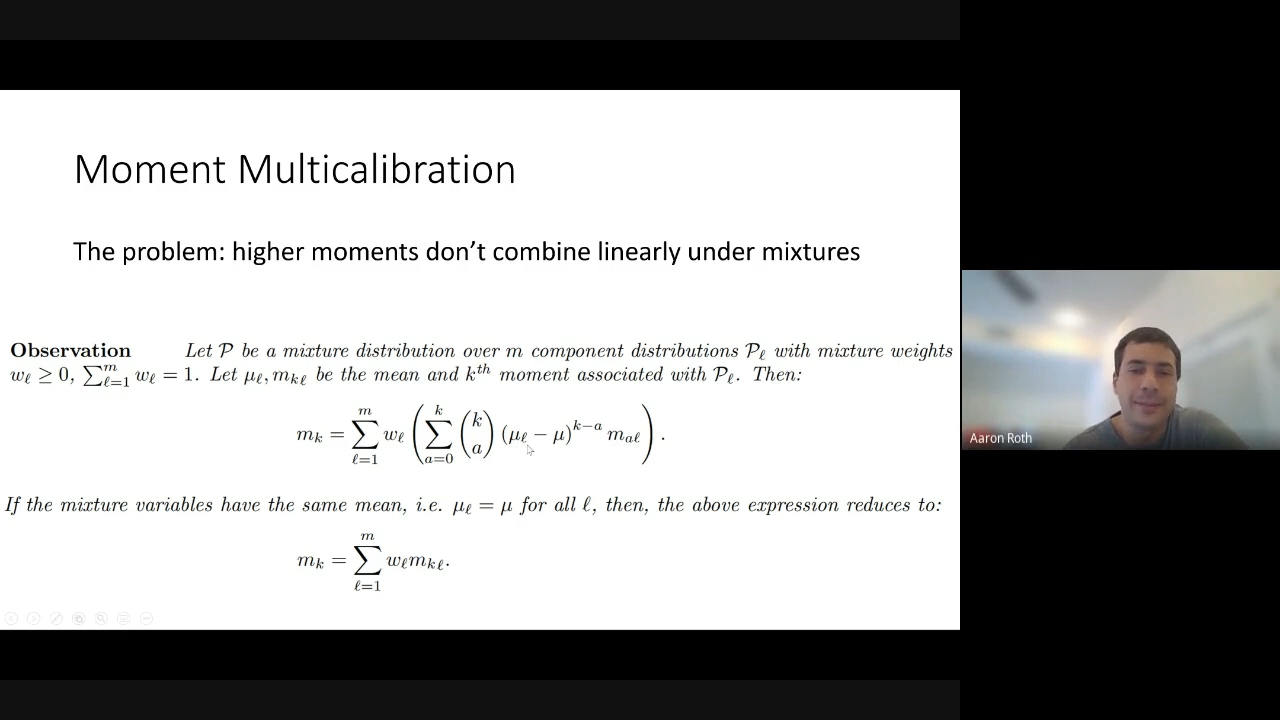 Moment Multicalibration
The problem: higher moments don't combine linearly under mixtures
Observation Let 𝒫 be a mixture distribution over m component distributions 𝒫_ℓ with mixture weights
w_ℓ ≥ 0, ∑_{ℓ=1}^{m} w_ℓ = 1. Let μ_ℓ, m_{kℓ} be the mean and k^{th} moment associated with 𝒫_ℓ. Then:
m_k = ∑_{ℓ=1}^{m} w_ℓ (∑_{a=0}^{k} \binom{k}{a} (μ_ℓ − μ)^{k−a} m_{aℓ}).
If the mixture variables have the same mean, i.e. μ_ℓ = μ for all ℓ, then, the above expression reduces to:
m_k = ∑_{ℓ=1}^{m} w_ℓ m_{kℓ}.
Aaron Roth